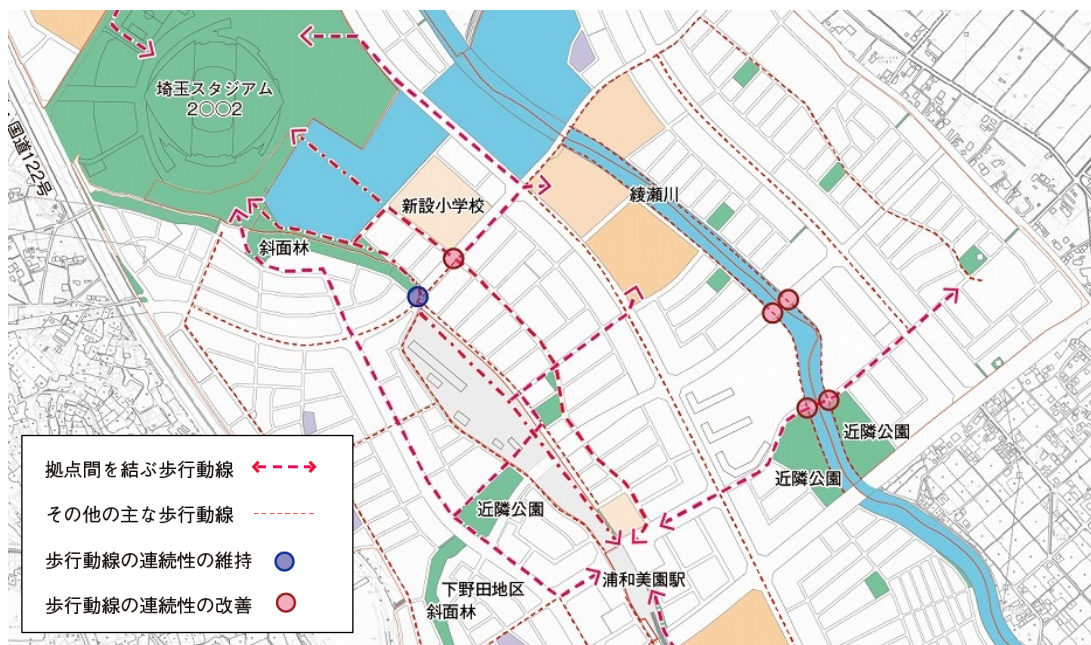 埼玉スタジアム
2○○2
国道122号
新設小学校
綾瀬川
斜面林
近隣公園
近隣公園
近隣公園
下野田地区
斜面林
浦和美園駅
拠点間を結ぶ歩行動線
その他の主な歩行動線
歩行動線の連続性の維持
歩行動線の連続性の改善